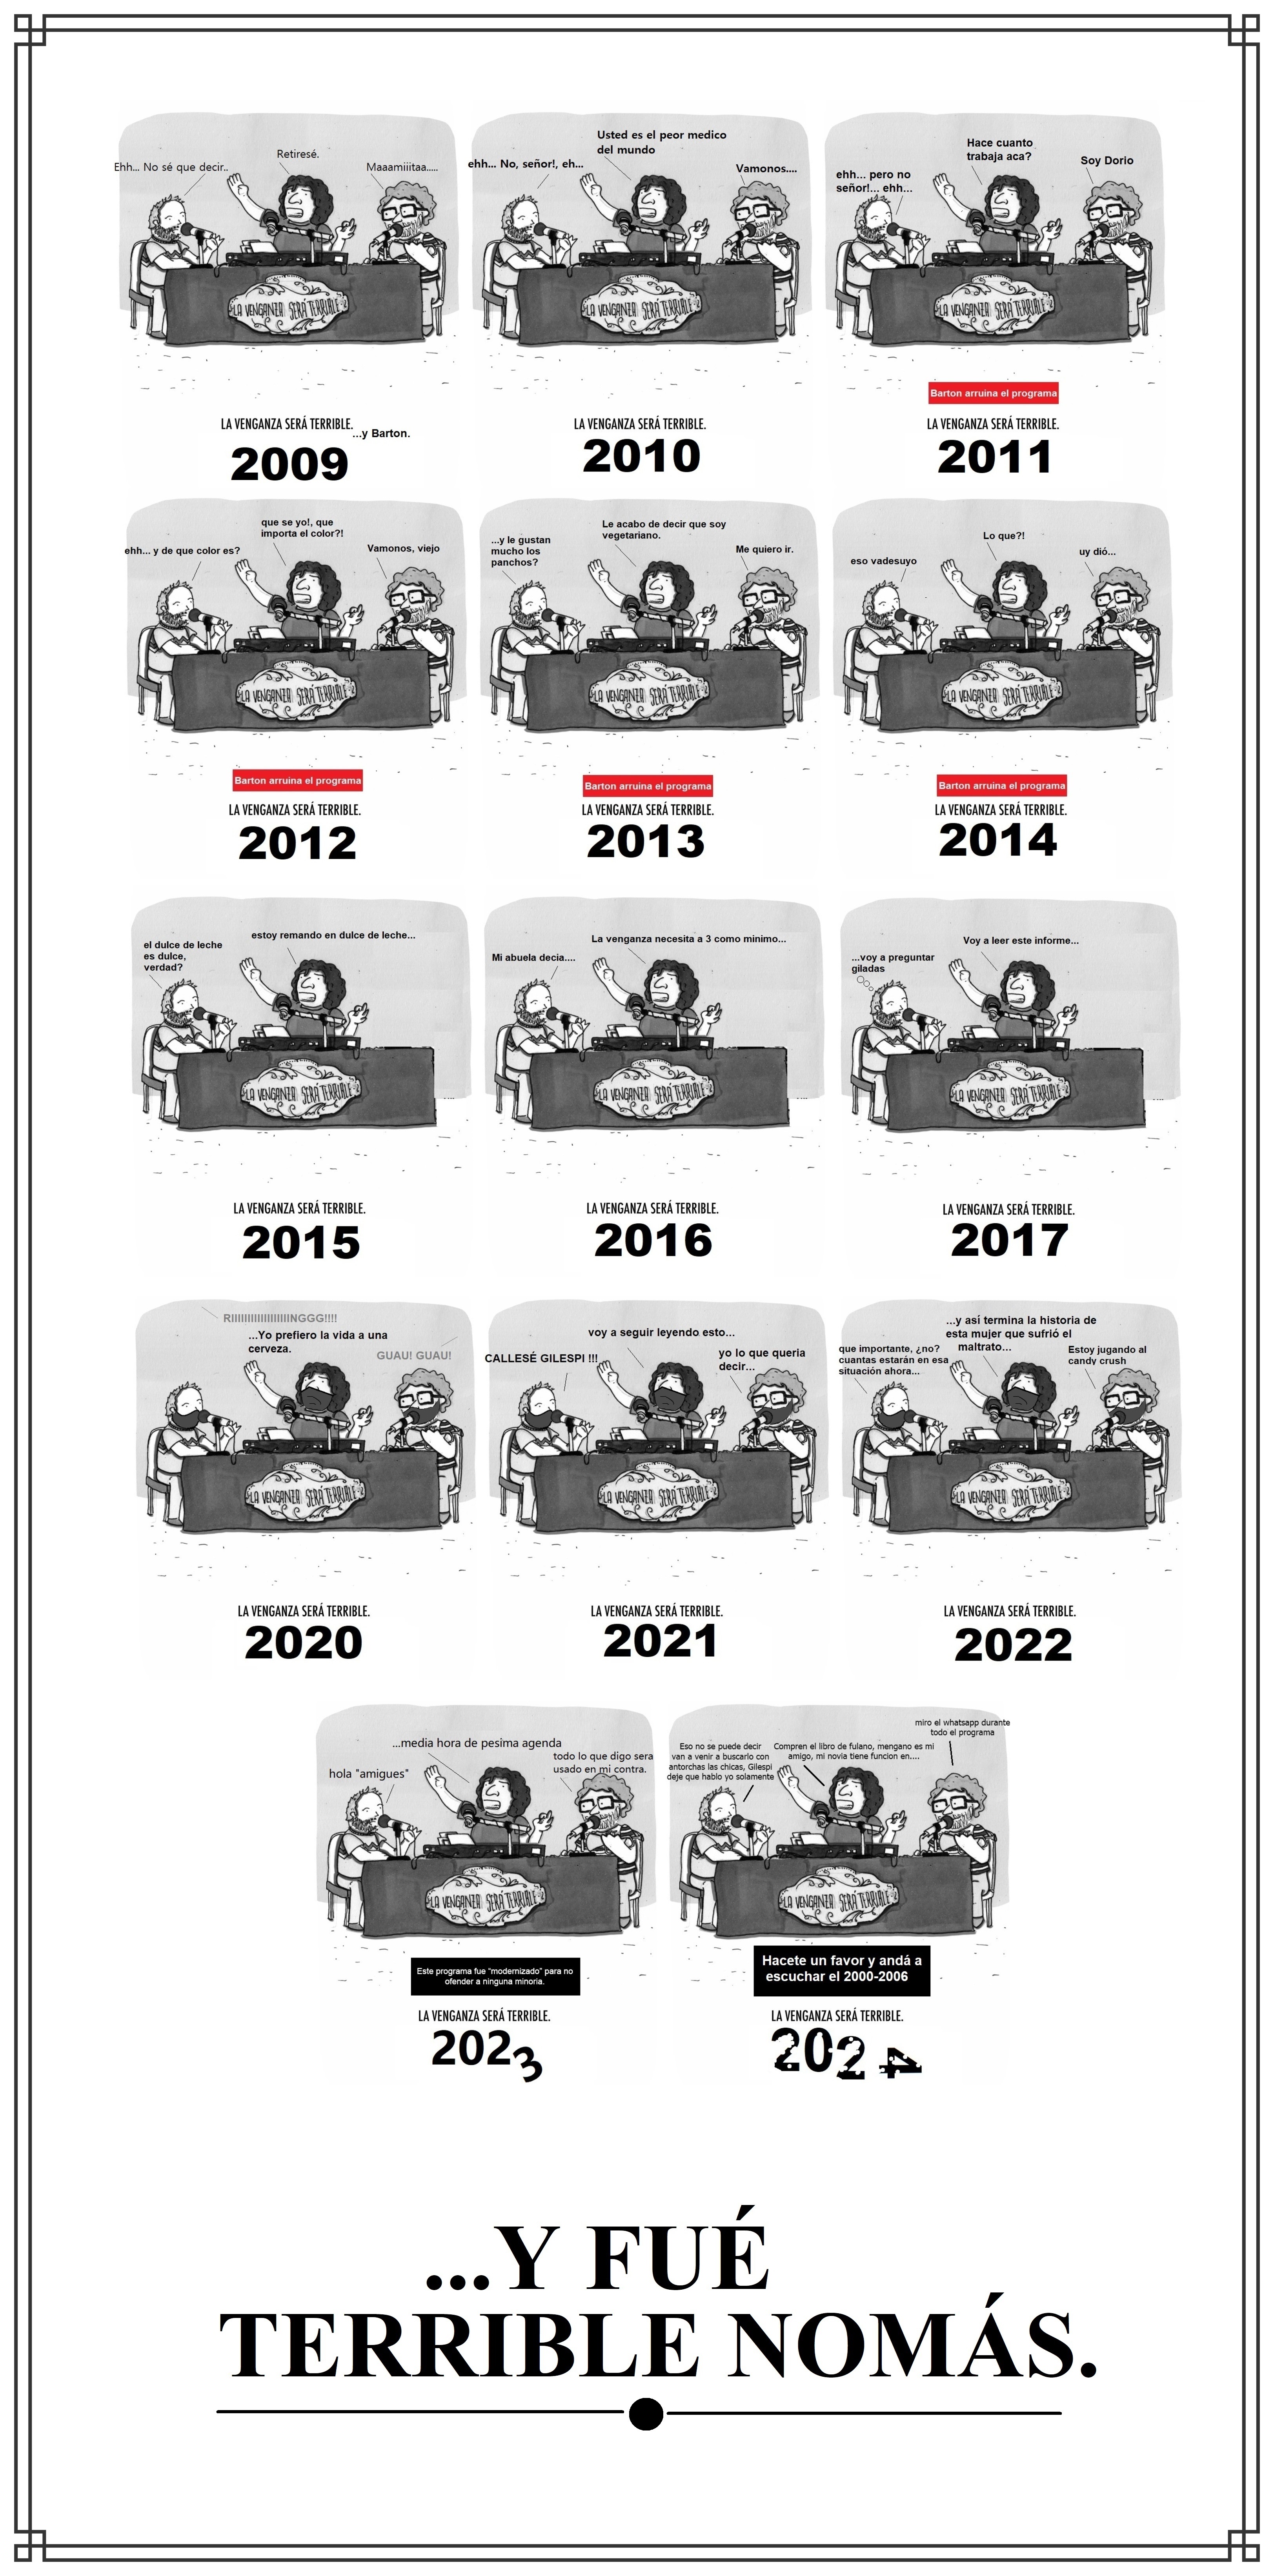 Ehh... No sé que decir..
Retiresé.
Maaamiiitaa.....
LA VENGANZA SERÁ TERRIBLE
LA VENGANZA SERÁ TERRIBLE.
...y Barton.
2009
ehh... No, señor!, eh...
Usted es el peor medico
del mundo
Vamonos....
LA VENGANZA SERÁ TERRIBLE
LA VENGANZA SERÁ TERRIBLE.
2010
ehh... pero no
señor!... ehh...
Hace cuanto
trabaja aca?
Soy Dorio
LA VENGANZA SERÁ TERRIBLE
Barton arruina el programa
LA VENGANZA SERÁ TERRIBLE.
2011
ehh... y de que color es?
que se yo!, que
importa el color?!
Vamonos, viejo
LA VENGANZA SERÁ TERRIBLE
Barton arruina el programa
LA VENGANZA SERÁ TERRIBLE.
2012
...y le gustan
mucho los
panchos?
Le acabo de decir que soy
vegetariano.
Me quiero ir.
LA VENGANZA SERÁ TERRIBLE
Barton arruina el programa
LA VENGANZA SERÁ TERRIBLE.
2013
eso vadesuyo
Lo que?!
uy dió...
LA VENGANZA SERÁ TERRIBLE
Barton arruina el programa
LA VENGANZA SERÁ TERRIBLE.
2014
el dulce de leche
es dulce,
verdad?
estoy remando en dulce de leche...
LA VENGANZA SERÁ TERRIBLE
LA VENGANZA SERÁ TERRIBLE.
2015
Mi abuela decia....
La venganza necesita a 3 como minimo...
LA VENGANZA SERÁ TERRIBLE
LA VENGANZA SERÁ TERRIBLE.
2016
...voy a preguntar
giladas
Voy a leer este informe...
LA VENGANZA SERÁ TERRIBLE
LA VENGANZA SERÁ TERRIBLE.
2017
RIIIIIIIIIIIIIIIIINGGG!!!!
...Yo prefiero la vida a una
cerveza.
GUAU! GUAU!
LA VENGANZA SERÁ TERRIBLE
LA VENGANZA SERÁ TERRIBLE.
2020
CALLESÉ GILESPI !!!
voy a seguir leyendo esto...
yo lo que queria
decir...
LA VENGANZA SERÁ TERRIBLE
LA VENGANZA SERÁ TERRIBLE.
2021
que importante, ¿no?
cuantas estarán en esa
situación ahora...
...y así termina la historia de
esta mujer que sufrió el
maltrato...
Estoy jugando al
candy crush
LA VENGANZA SERÁ TERRIBLE
LA VENGANZA SERÁ TERRIBLE.
2022
hola "amigues"
...media hora de pesima agenda
todo lo que digo sera
usado en mi contra.
LA VENGANZA SERÁ TERRIBLE
Este programa fue "modernizado" para no
ofender a ninguna minoria.
LA VENGANZA SERÁ TERRIBLE.
2023
Eso no se puede decir
van a venir a buscarlo con
antorchas las chicas, Gilespi
deje que hablo yo solamente
Compren el libro de fulano, mengano es mi
amigo, mi novia tiene funcion en....
miro el whatsapp durante
todo el programa
LA VENGANZA SERÁ TERRIBLE
Hacete un favor y andá a
escuchar el 2000-2006
LA VENGANZA SERÁ TERRIBLE.
2024
...Y FUÉ
TERRIBLE NOMÁS.